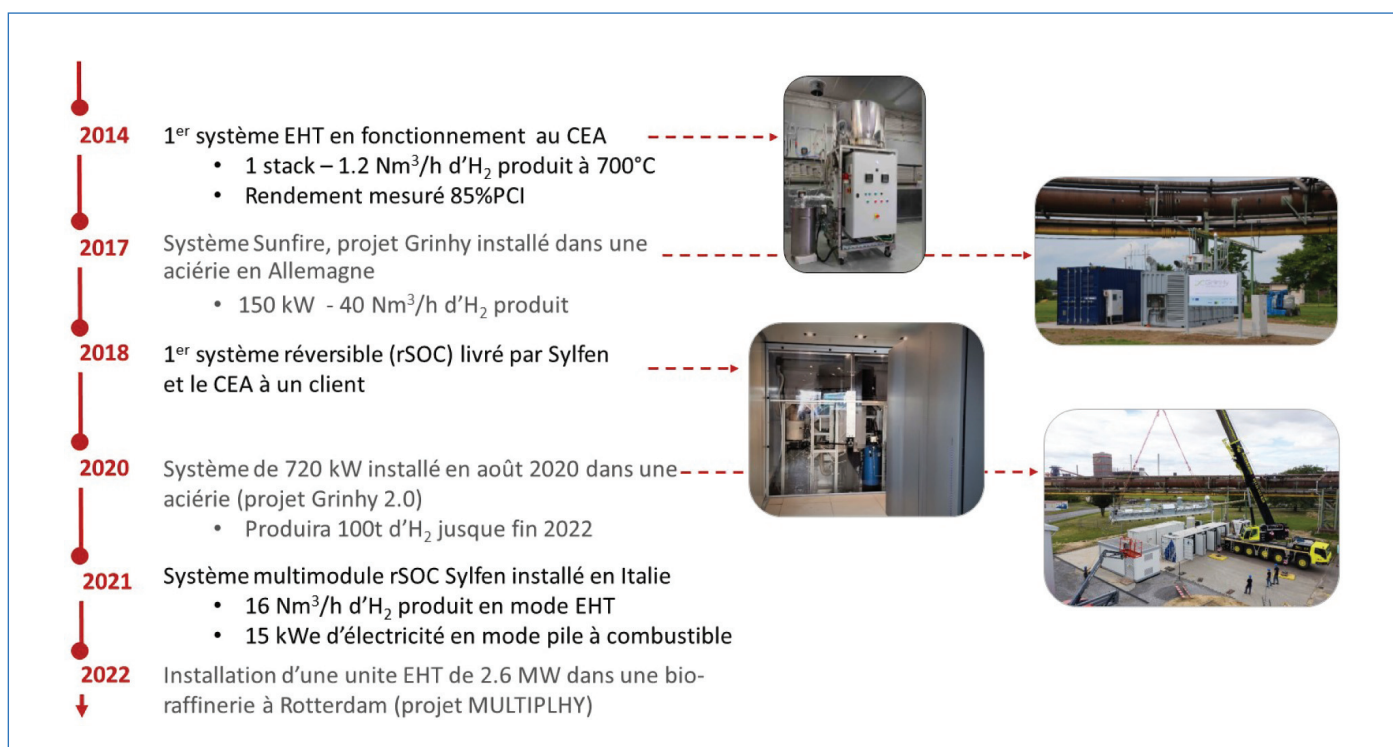 2014
1er système EHT en fonctionnement au CEA
• 1 stack – 1.2 Nm³/h d’H₂ produit à 700°C
• Rendement mesuré 85%PCI
2017
Système Sunfire, projet Grinhy installé dans une
aciérie en Allemagne
• 150 kW - 40 Nm³/h d’H₂ produit
2018
1er système réversible (rSOC) livré par Sylfen
et le CEA à un client
2020
Système de 720 kW installé en août 2020 dans une
aciérie (projet Grinhy 2.0)
• Produira 100t d’H₂ jusque fin 2022
2021
Système multimodule rSOC Sylfen installé en Italie
• 16 Nm³/h d’H₂ produit en mode EHT
• 15 kWe d’électricité en mode pile à combustible
2022
Installation d’une unite EHT de 2.6 MW dans une bio-
raffinerie à Rotterdam (projet MULTIPLHY)